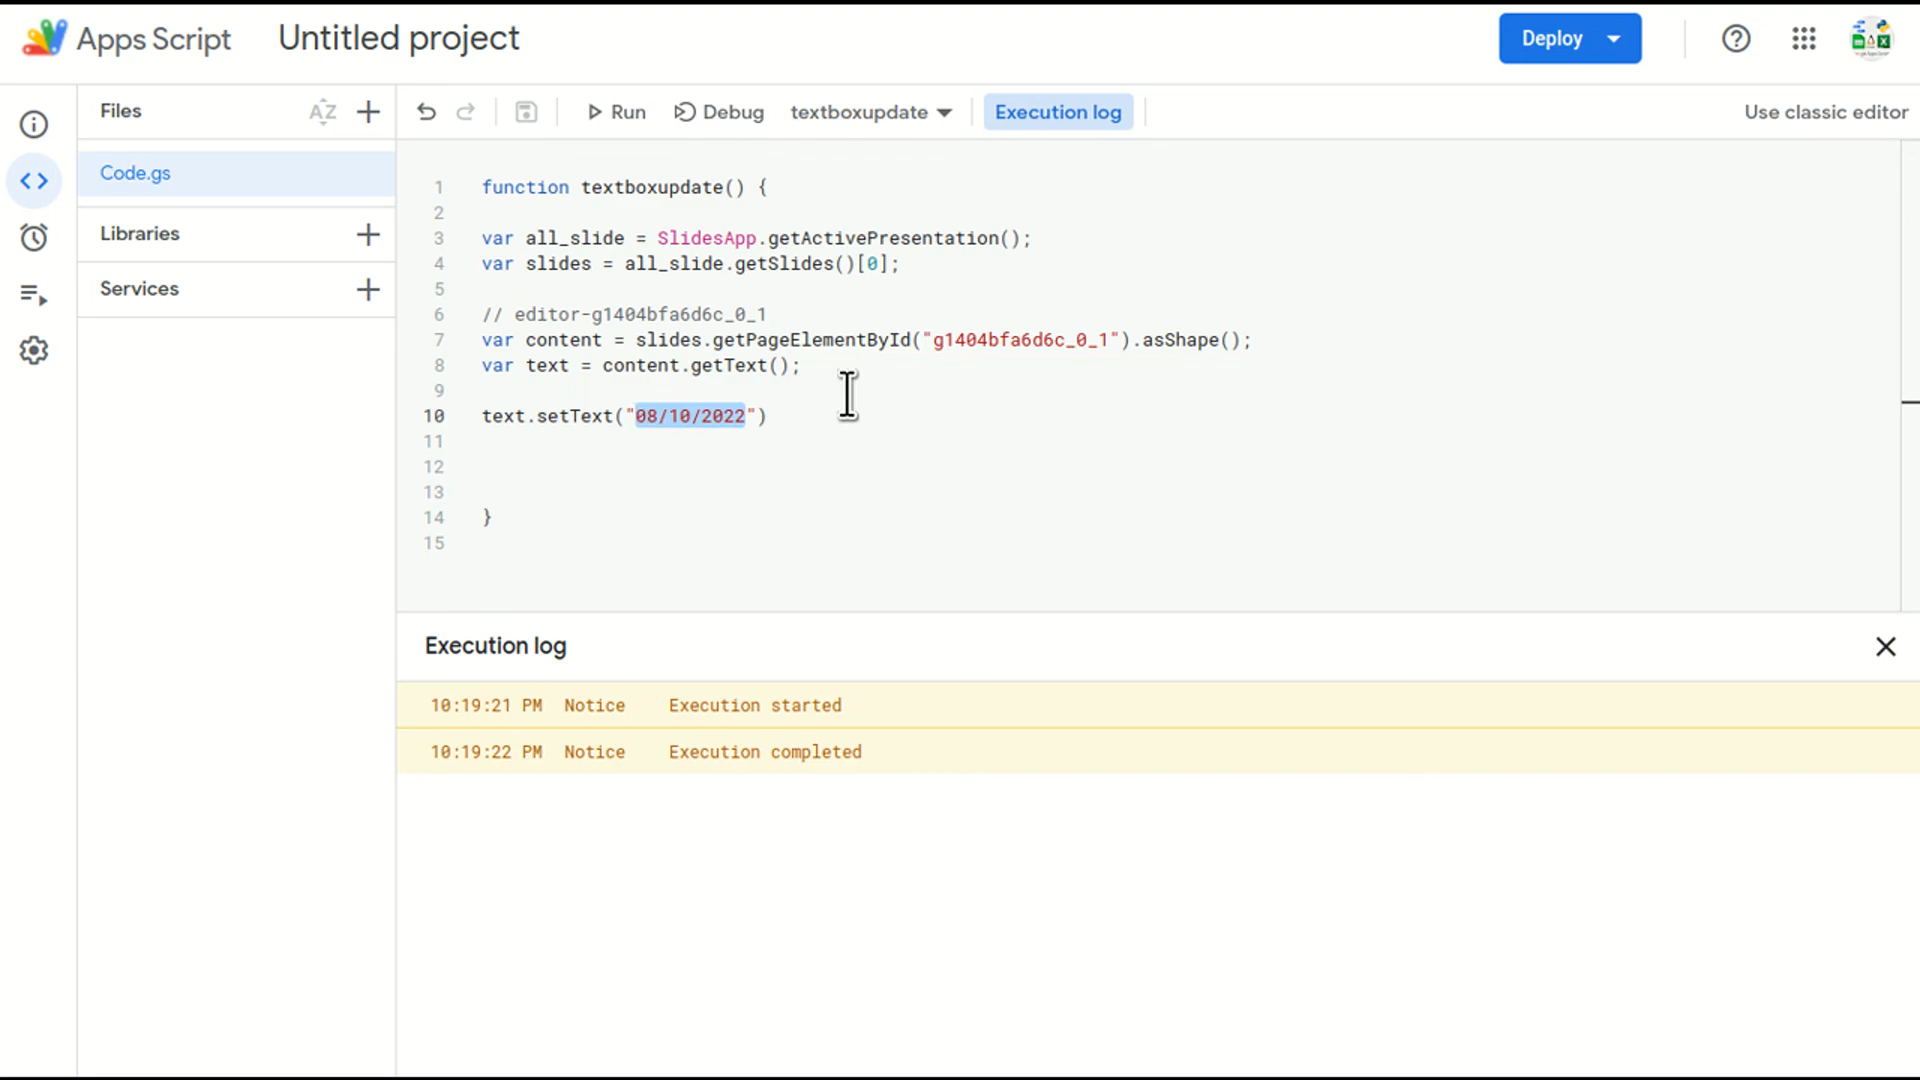 Apps Script Untitled project Deploy
Files AZ Run Debug textboxupdate Execution log Use classic editor
Code.gs
Libraries
Services
1 function textboxupdate() {
2
3 var all_slide = SlidesApp.getActivePresentation();
4 var slides = all_slide.getSlides()[0];
5
6 // editor-g1404bfa6d6c_0_1
7 var content = slides.getPageElementById("g1404bfa6d6c_0_1").asShape();
8 var text = content.getText();
9
10 text.setText("08/10/2022")
11
12
13
14 }
15
Execution log
10:19:21 PM Notice Execution started
10:19:22 PM Notice Execution completed